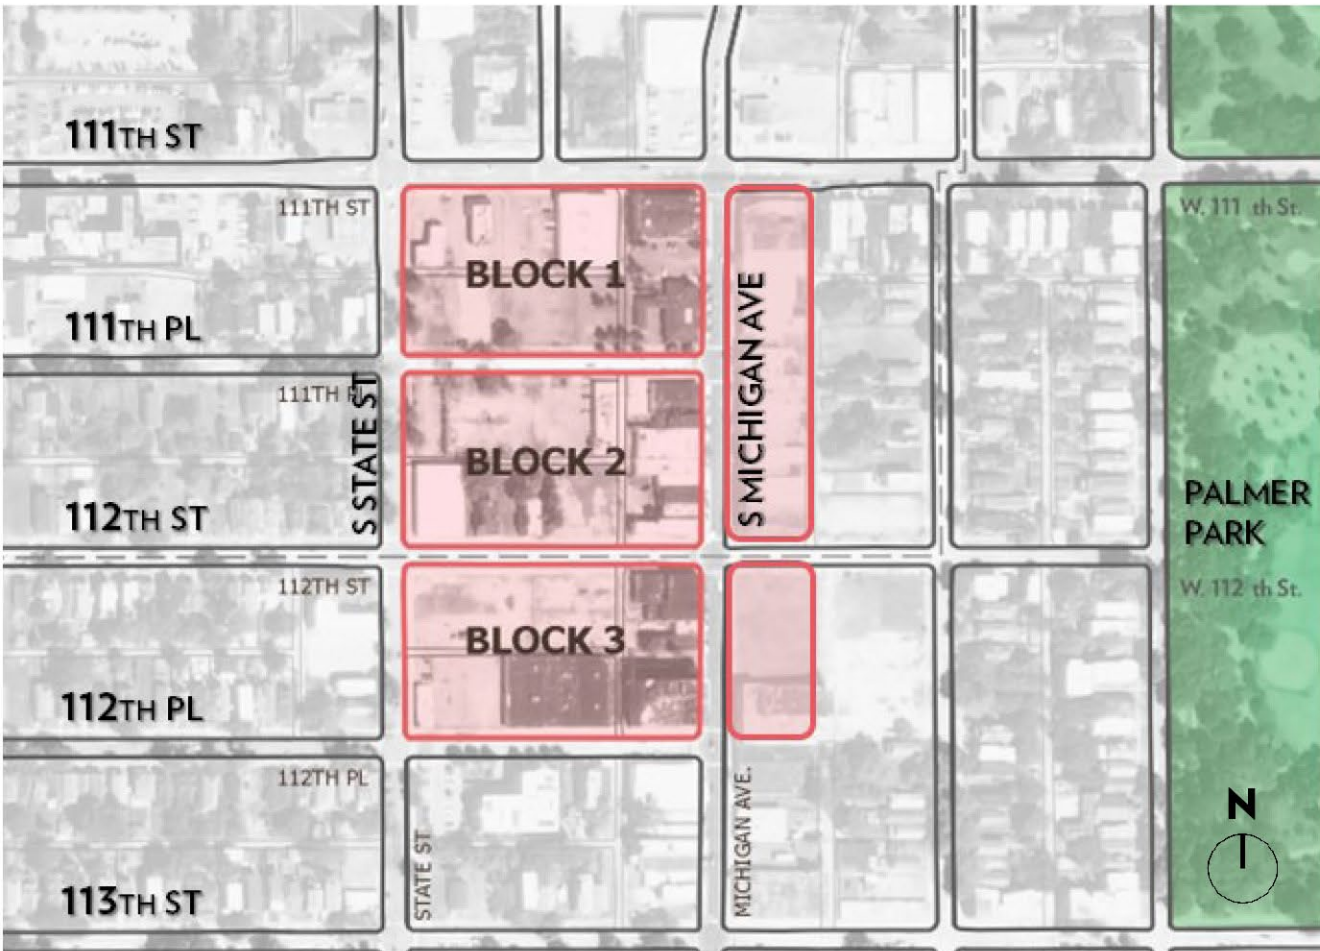 111TH ST
111TH ST
W. 111 th St.
BLOCK 1
111TH PL
S MICHIGAN AVE
111TH PL
S STATE ST
BLOCK 2
112TH ST
PALMER
PARK
112TH ST
W. 112 th St.
BLOCK 3
112TH PL
112TH PL
STATE ST
MICHIGAN AVE.
N
113TH ST